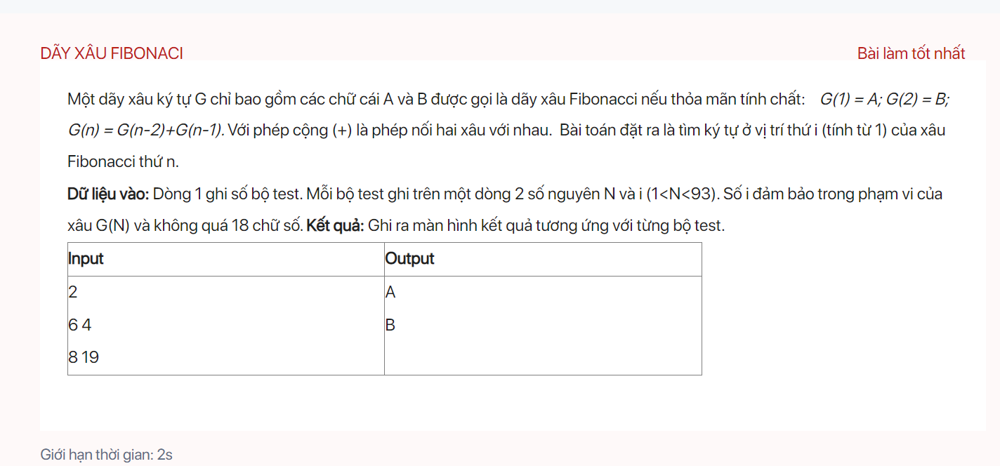 DÃY XÂU FIBONACI
Bài làm tốt nhất
Một dãy xâu ký tự G chỉ bao gồm các chữ cái A và B được gọi là dãy xâu Fibonacci nếu thỏa mãn tính chất: G(1) = A; G(2) = B;
G(n) = G(n-2)+G(n-1). Với phép cộng (+) là phép nối hai xâu với nhau. Bài toán đặt ra là tìm ký tự ở vị trí thứ i (tính từ 1) của xâu
Fibonacci thứ n.
Dữ liệu vào: Dòng 1 ghi số bộ test. Mỗi bộ test ghi trên một dòng 2 số nguyên N và i (1<N<93). Số i đảm bảo trong phạm vi của
xâu G(N) và không quá 18 chữ số. Kết quả: Ghi ra màn hình kết quả tương ứng với từng bộ test.
Input Output
2 A
6 4 B
8 19
Giới hạn thời gian: 2s